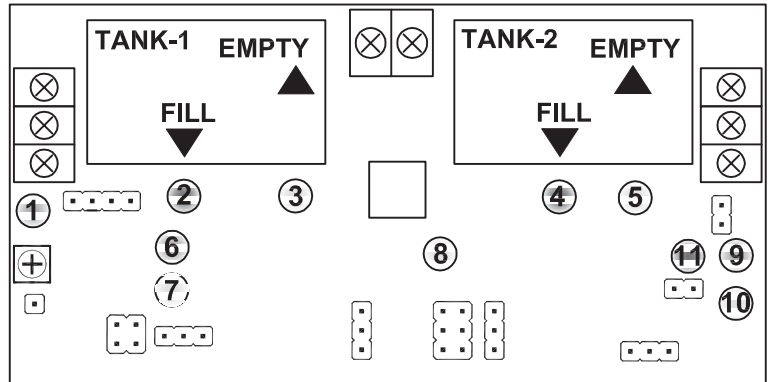 TANK-1 EMPTY
FILL
TANK-2 EMPTY
FILL
1 2 3 4 5
6 8 11 9
7 10